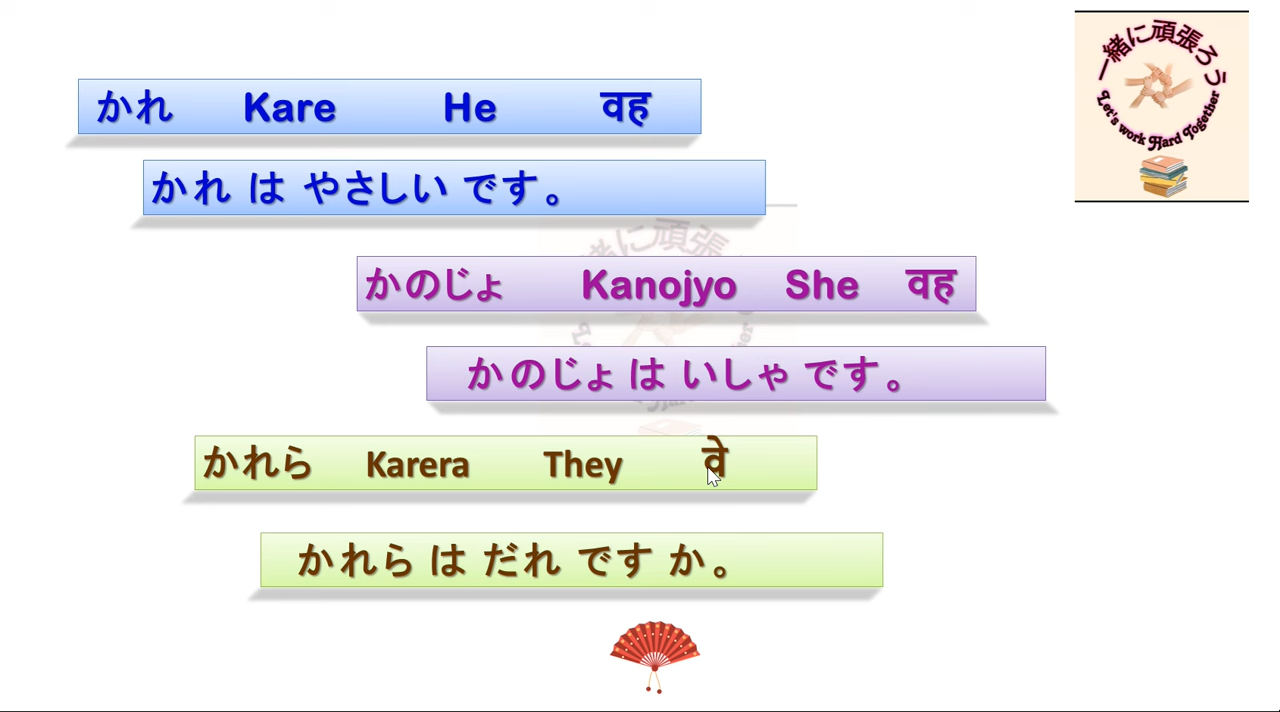 一緒に頑張ろう
Let's work Hard Together
かれ Kare He वह
かれ は やさしい です。
かのじょ Kanojyo She वह
かのじょ は いしゃ です。
かれら Karera They वे
かれら は だれ です か。